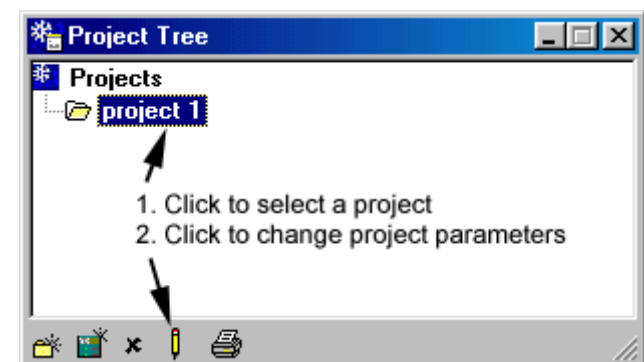 Project Tree
Projects
project 1
1. Click to select a project
2. Click to change project parameters